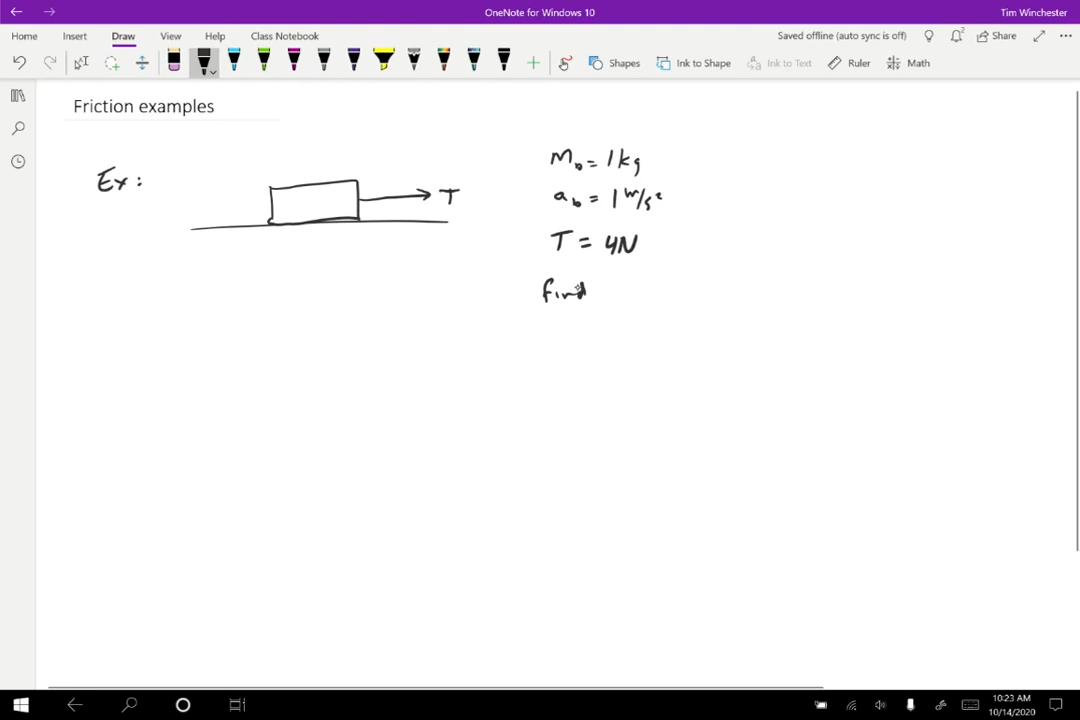 OneNote for Windows 10
Tim Winchester
Home Insert Draw View Help Class Notebook
Saved offline (auto sync is off)
Share
Shapes
Ink to Shape
Ink to Text
Ruler
Math
Friction examples
Ex:
T
m_b = 1 kg
a_b = 1 m/s²
T = 4N
find
10:23 AM
10/14/2020